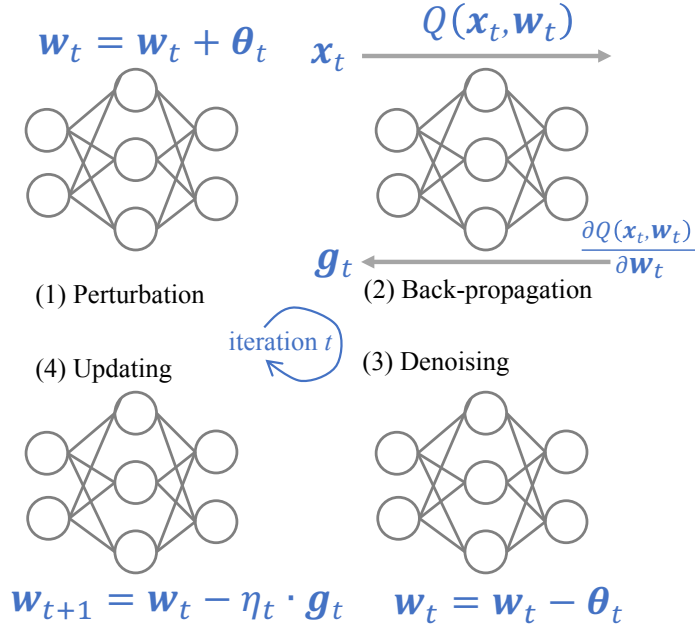 w_t = w_t + θ_t
x_t
Q(x_t, w_t)
g_t
∂Q(x_t, w_t)
∂w_t
(1) Perturbation
(2) Back-propagation
iteration t
(4) Updating
(3) Denoising
w_{t+1} = w_t − η_t · g_t
w_t = w_t − θ_t